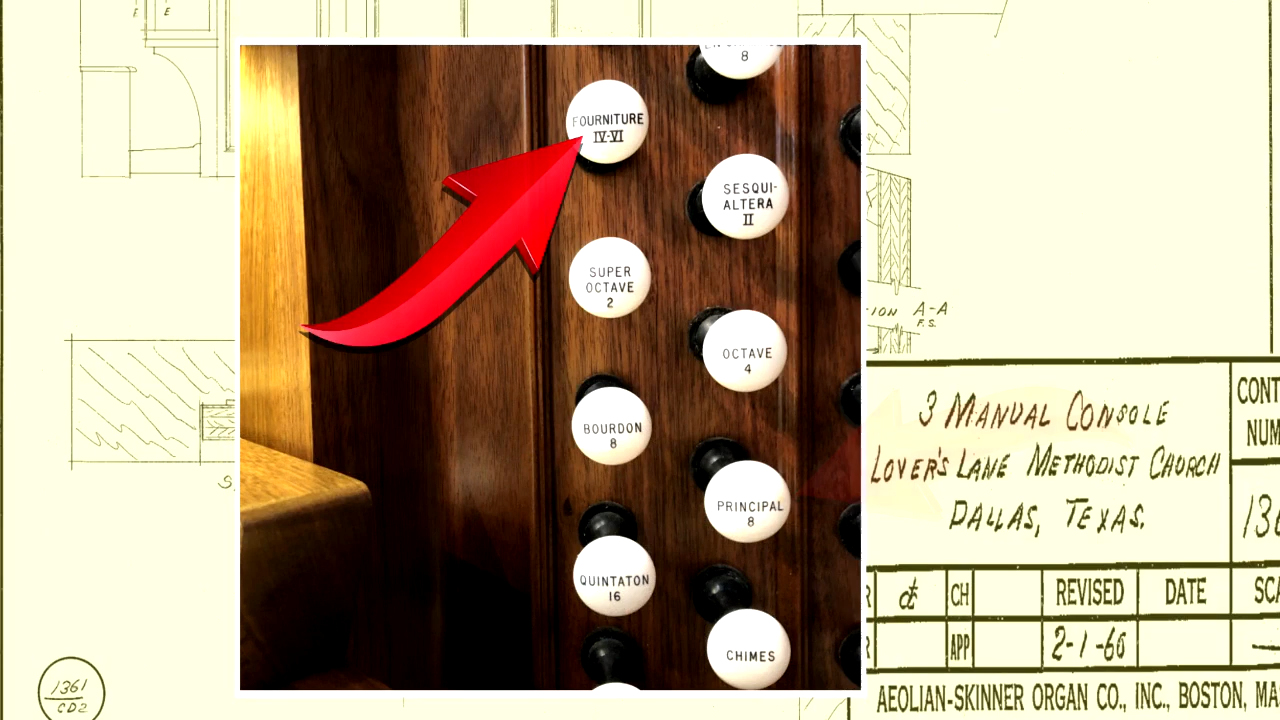 E E
8
FOURNITURE
IV-VI
SESQUI-
ALTERA
II
SUPER
OCTAVE
2
OCTAVE
4
BOURDON
8
PRINCIPAL
8
QUINTATON
16
CHIMES
A-A
F.S.
3 MANUAL CONSOLE
LOVER'S LANE METHODIST CHURCH
DALLAS, TEXAS.
CH
REVISED
DATE
APP
2-1-60
1361
CD2
AEOLIAN-SKINNER ORGAN CO., INC., BOSTON,